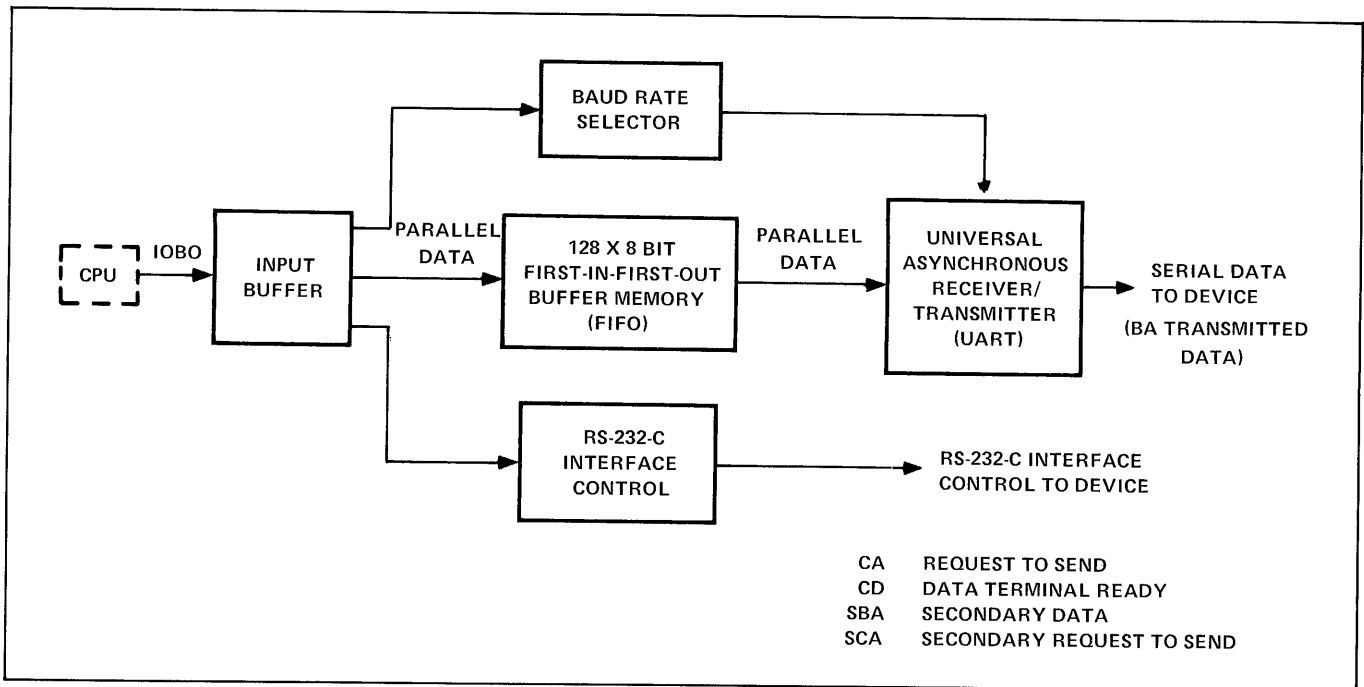 BAUD RATE
SELECTOR
CPU
IOBO
INPUT
BUFFER
PARALLEL
DATA
128 X 8 BIT
FIRST-IN-FIRST-OUT
BUFFER MEMORY
(FIFO)
PARALLEL
DATA
UNIVERSAL
ASYNCHRONOUS
RECEIVER/
TRANSMITTER
(UART)
SERIAL DATA
TO DEVICE
(BA TRANSMITTED
DATA)
RS-232-C
INTERFACE
CONTROL
RS-232-C INTERFACE
CONTROL TO DEVICE
CA REQUEST TO SEND
CD DATA TERMINAL READY
SBA SECONDARY DATA
SCA SECONDARY REQUEST TO SEND